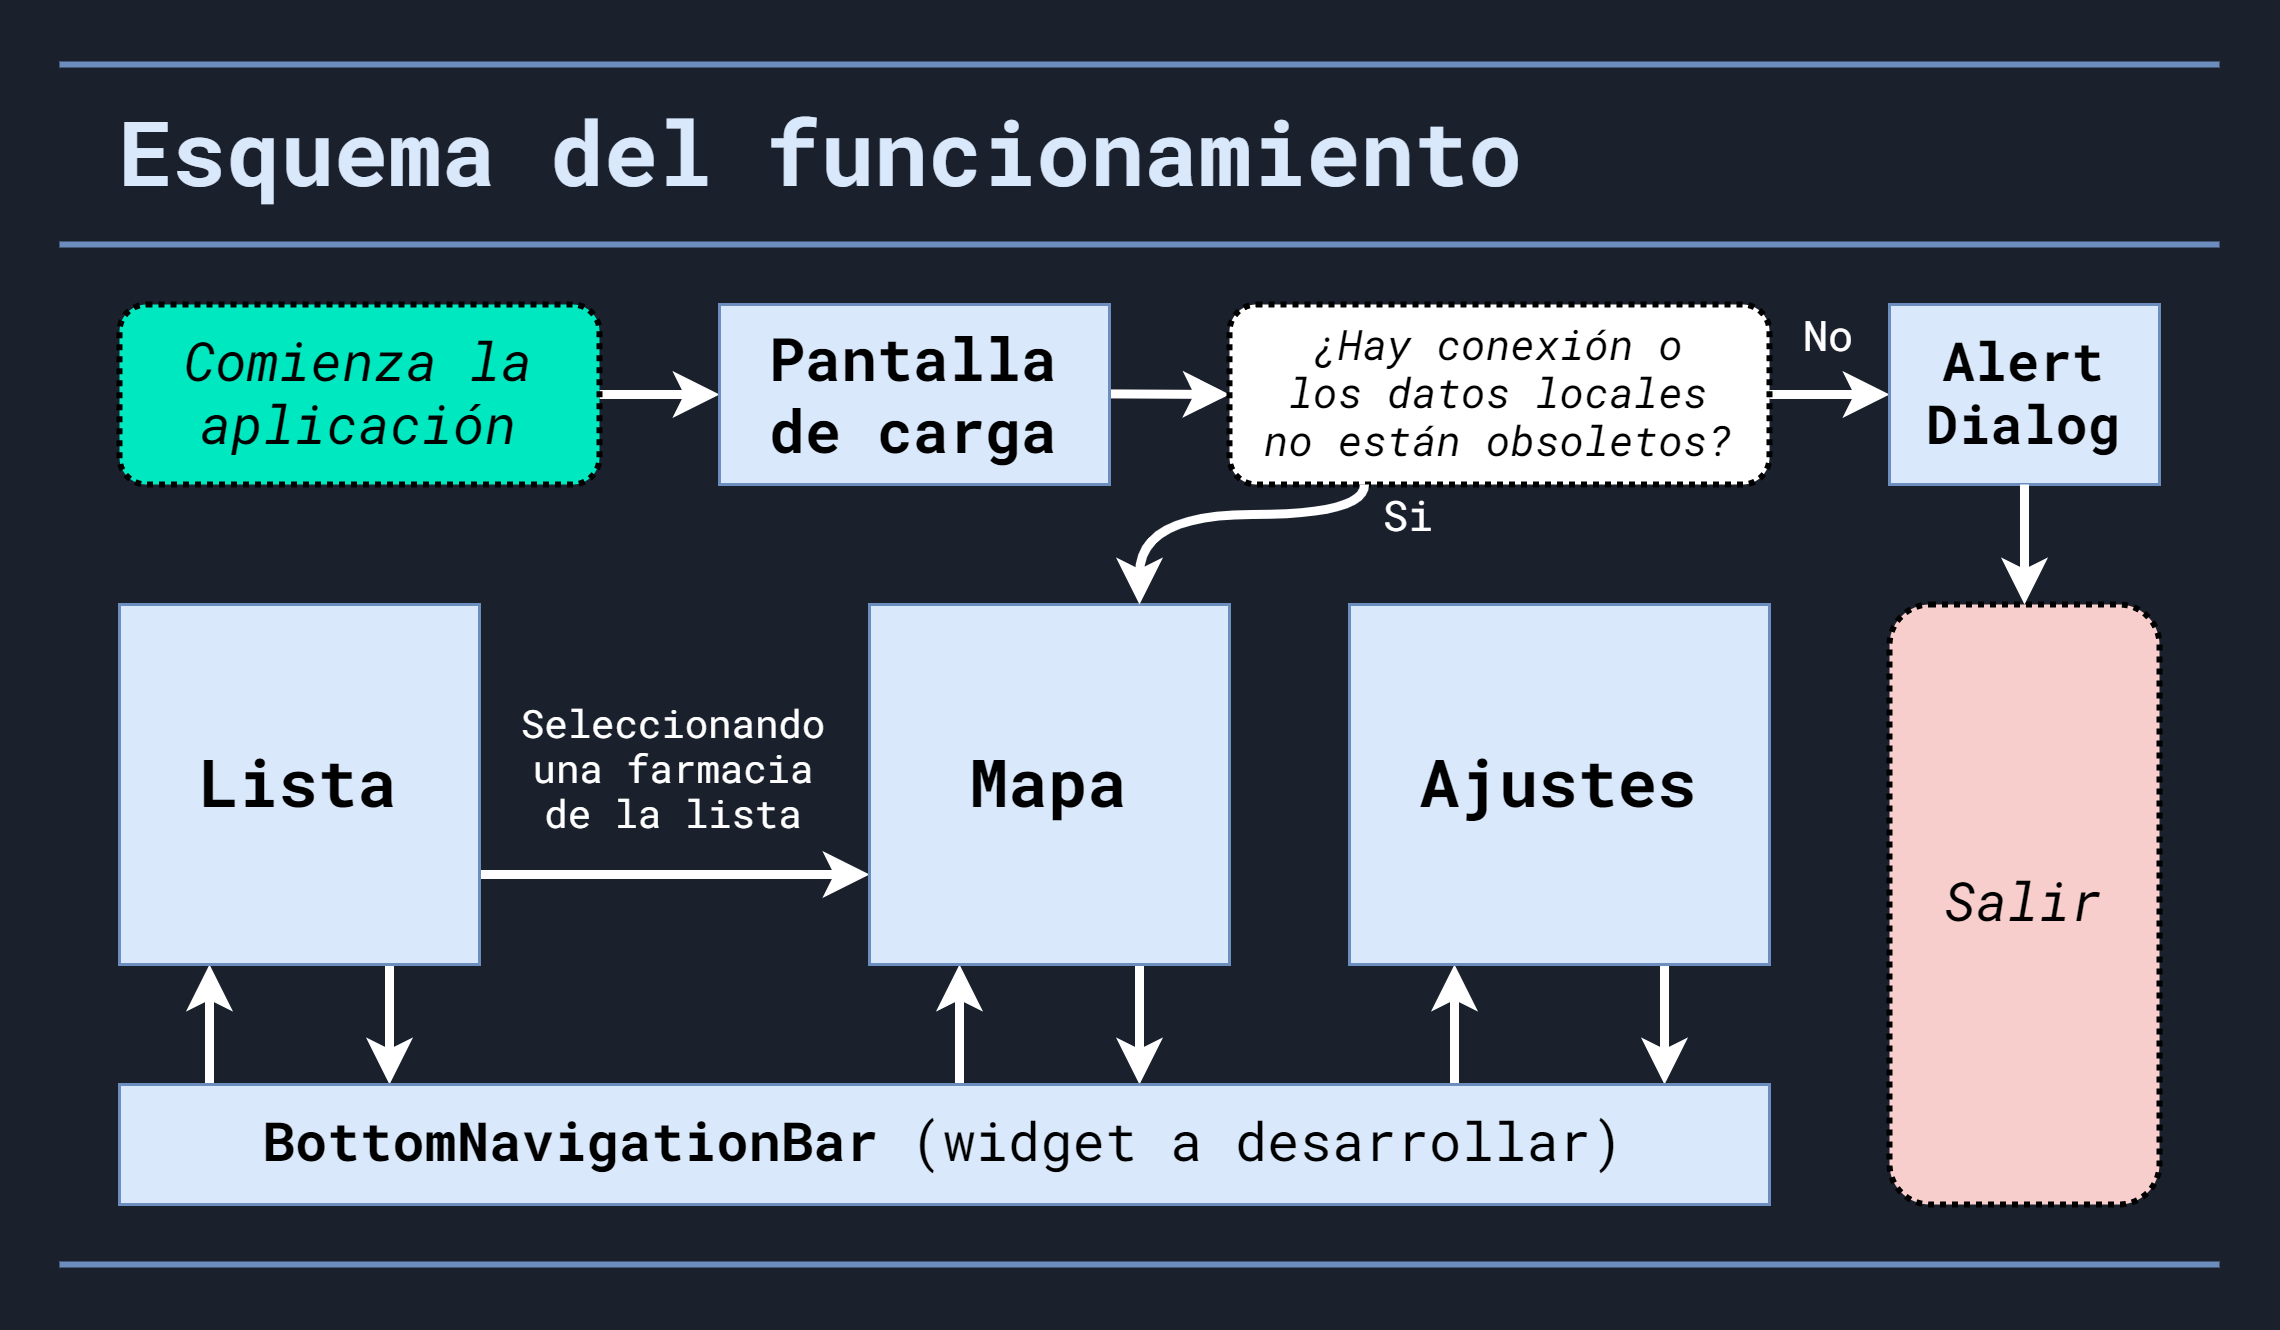 Esquema del funcionamiento
Comienza la
aplicación
Pantalla
de carga
¿Hay conexión o
los datos locales
no están obsoletos?
No
Alert
Dialog
Si
Lista
Seleccionando
una farmacia
de la lista
Mapa
Ajustes
Salir
BottomNavigationBar (widget a desarrollar)